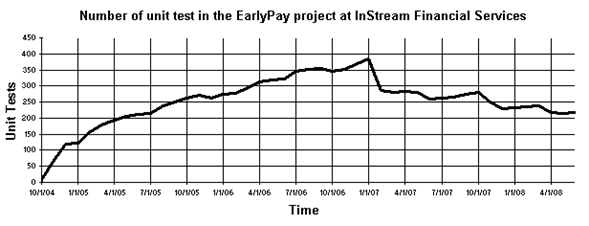 Number of unit test in the EarlyPay project at InStream Financial Services
Unit Tests
450
400
350
300
250
200
150
100
50
0
10/1/04 1/1/05 4/1/05 7/1/05 10/1/05 1/1/06 4/1/06 7/1/06 10/1/06 1/1/07 4/1/07 7/1/07 10/1/07 1/1/08 4/1/08
Time